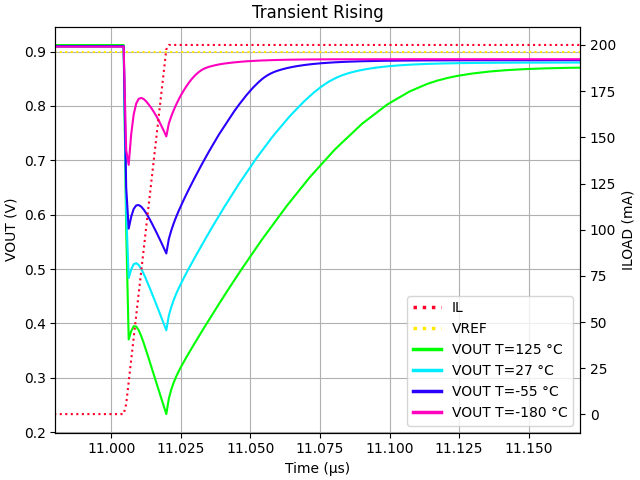 Transient Rising
0.9
0.8
0.7
0.6
0.5
0.4
0.3
0.2
VOUT (V)
200
175
150
125
100
75
50
25
0
ILOAD (mA)
IL
VREF
VOUT T=125 °C
VOUT T=27 °C
VOUT T=-55 °C
VOUT T=-180 °C
11.000 11.025 11.050 11.075 11.100 11.125 11.150
Time (µs)